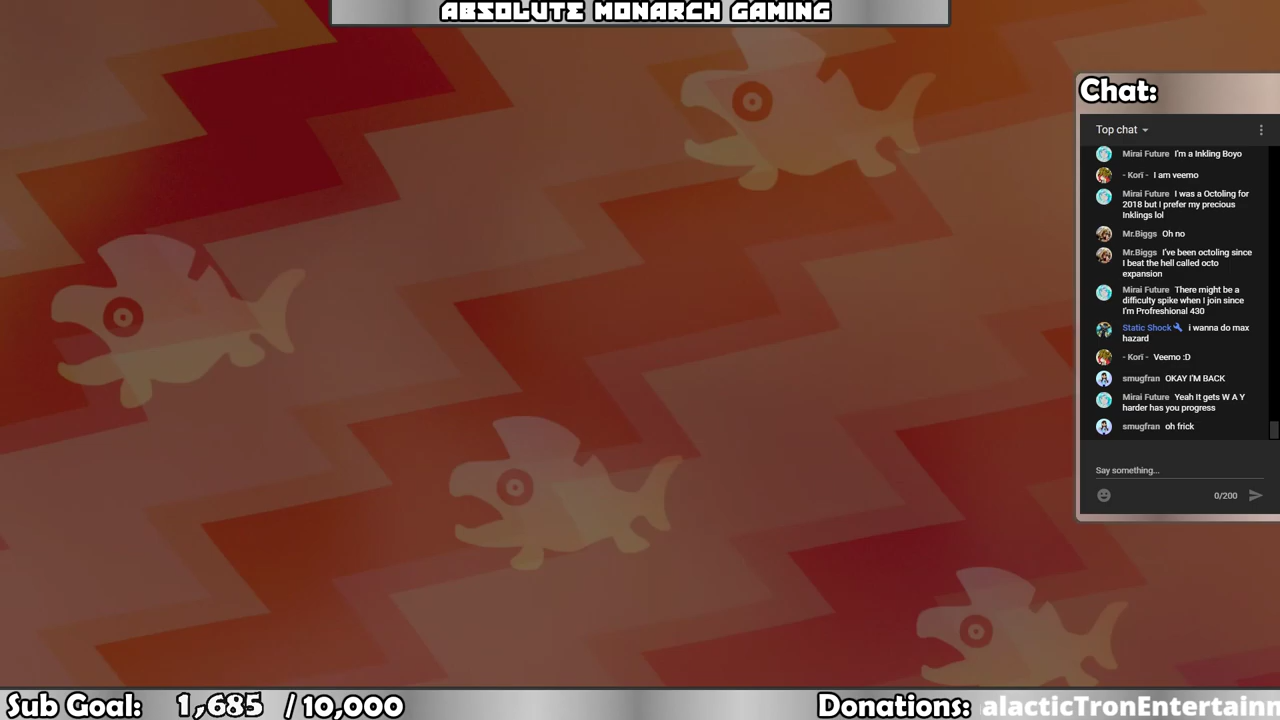 ABSOLUTE MONARCH GAMING
Chat:
Top chat
Mirai Future I'm a Inkling Boyo
- Korï - I am veemo
Mirai Future I was a Octoling for
2018 but I prefer my precious
Inklings lol
Mr.Biggs Oh no
Mr.Biggs I've been octoling since
I beat the hell called octo
expansion
Mirai Future There might be a
difficulty spike when I join since
I'm Profreshional 430
Static Shock i wanna do max
hazard
- Korï - Veemo :D
smugfran OKAY I'M BACK
Mirai Future Yeah It gets W A Y
harder has you progress
smugfran oh frick
Say something...
0/200
Sub Goal: 1,685 / 10,000
Donations: alacticTronEntertainn